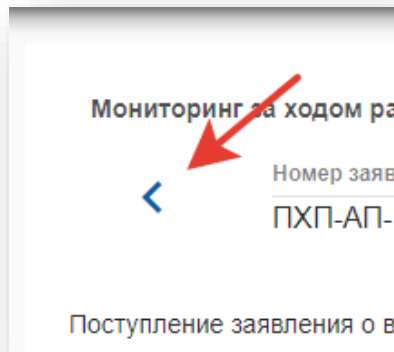 Мониторинг за ходом ра
Номер заяв
ПХП-АП-
Поступление заявления о в